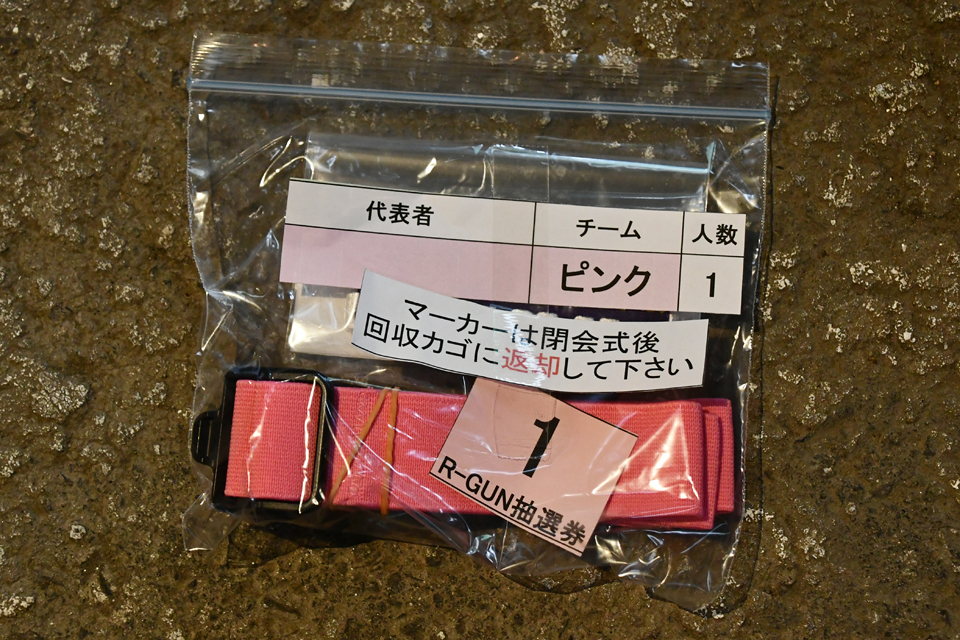 代表者 チーム 人数
ピンク 1
マーカーは閉会式後
回収カゴに返却して下さい
1
R-GUN抽選券